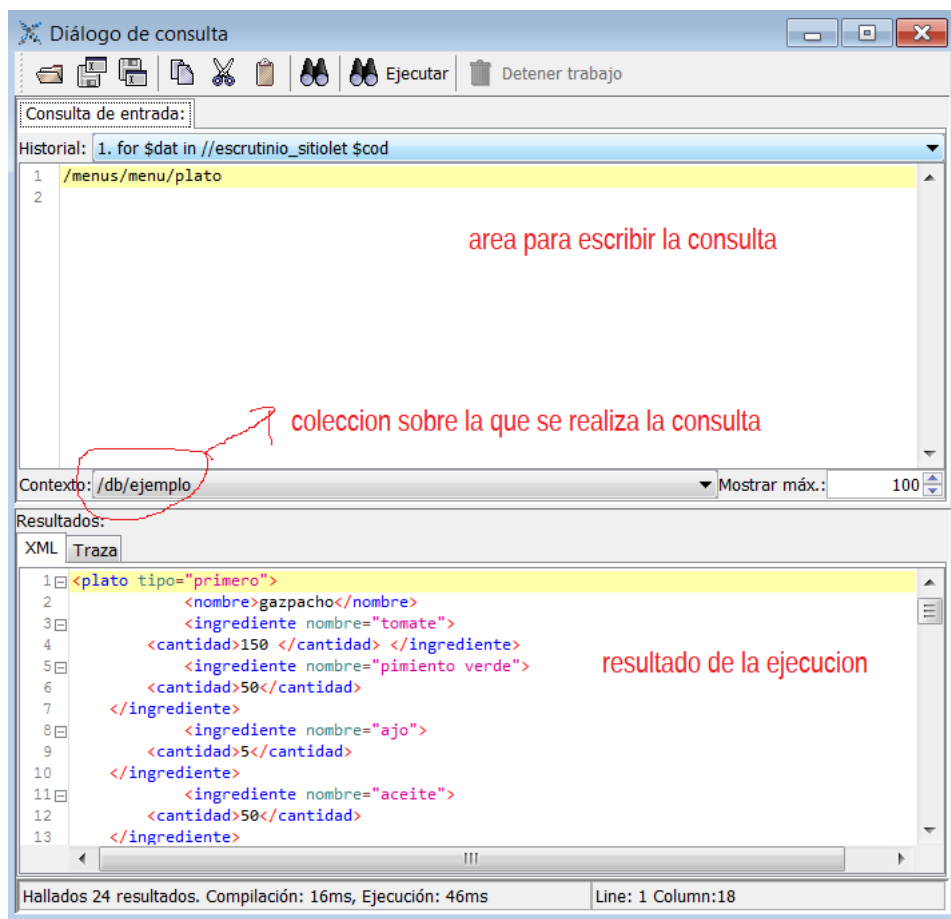 Diálogo de consulta
Ejecutar
Detener trabajo
Consulta de entrada:
Historial: 1. for $dat in //escrutinio_sitiolet $cod
1 /menus/menu/plato
2
area para escribir la consulta
coleccion sobre la que se realiza la consulta
Contexto: /db/ejemplo
Mostrar máx.: 100
Resultados:
XML Traza
1 <plato tipo="primero">
2 <nombre>gazpacho</nombre>
3 <ingrediente nombre="tomate">
4 <cantidad>150 </cantidad> </ingrediente>
5 <ingrediente nombre="pimiento verde">
resultado de la ejecucion
6 <cantidad>50</cantidad>
7 </ingrediente>
8 <ingrediente nombre="ajo">
9 <cantidad>5</cantidad>
10 </ingrediente>
11 <ingrediente nombre="aceite">
12 <cantidad>50</cantidad>
13 </ingrediente>
Hallados 24 resultados. Compilación: 16ms, Ejecución: 46ms
Line: 1 Column:18